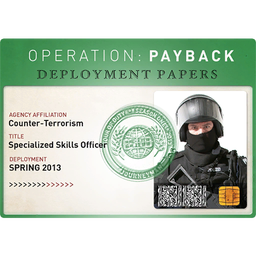 OPERATION: PAYBACK
DEPLOYMENT PAPERS
AGENCY AFFILIATION
Counter-Terrorism
TITLE
Specialized Skills Officer
DEPLOYMENT
SPRING 2013
>>>>>>>>>>>>>>